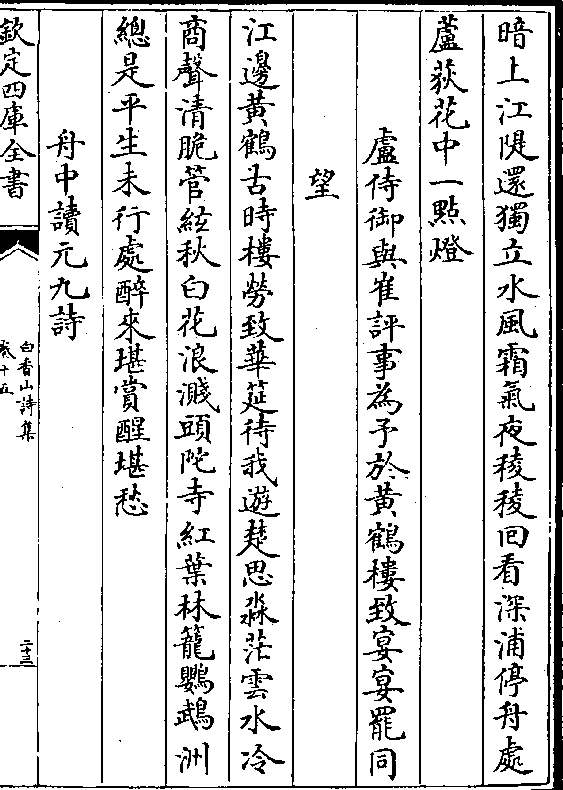 暗上江隄還獨立水風霜氣夜稜稜回看深浦停舟處
蘆荻花中一點燈
盧侍御與崔評事為予於黃鶴樓致宴宴罷同
望
江邊黃鶴古時樓勞致華筵待我遊楚思淼茫雲水冷
商聲清脆管絃秋白花浪濺頭陀寺紅葉林籠鸚鵡洲
總是平生未行處醉來堪賞醒堪愁
舟中讀元九詩
欽定四庫全書
白香山詩集
卷十五
二十三